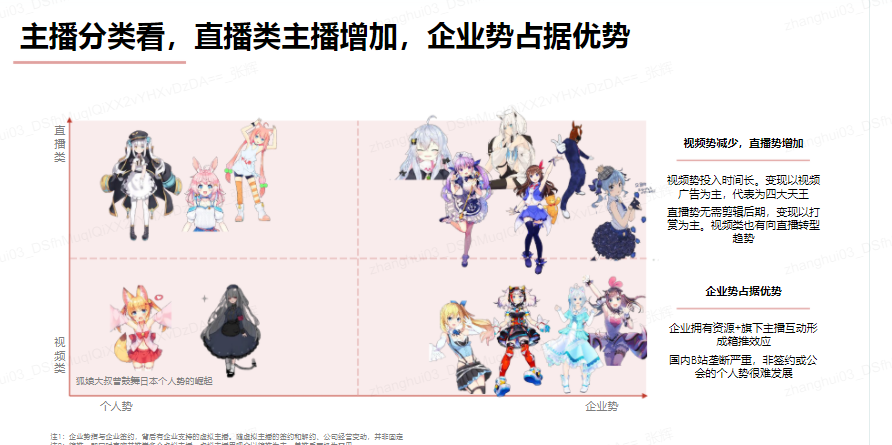 主播分类看，直播类主播增加，企业势占据优势
直
播
类
视频势减少，直播势增加
视频势投入时间长。变现以视频
广告为主，代表为四大天王
直播势无需剪辑后期，变现以打
赏为主。视频类也有向直播转型
趋势
企业势占据优势
企业拥有资源+旗下主播互动形
成箱推效应
国内B站垄断严重，非签约或公
会的个人势很难发展
视
频
类
狐娘大叔曾鼓舞日本个人势的崛起
个人势
企业势
注1：企业势指与企业签约，背后有企业支持的虚拟主播。随虚拟主播的签约和解约、公司经营变动，并非固定